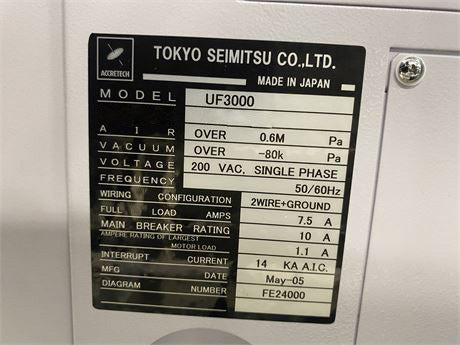 ACCRETECH
TOKYO SEIMITSU CO.,LTD.
MADE IN JAPAN
MODEL UF3000
AIR OVER 0.6M Pa
VACUUM OVER -80k Pa
VOLTAGE 200 VAC, SINGLE PHASE
FREQUENCY 50/60Hz
WIRING CONFIGURATION 2WIRE+GROUND
FULL LOAD AMPS 7.5 A
MAIN BREAKER RATING 10 A
AMPERE RATING OF LARGEST
MOTOR LOAD 1.1 A
INTERRUPT CURRENT 14 KA A.I.C.
MFG DATE May-05
DIAGRAM NUMBER FE24000